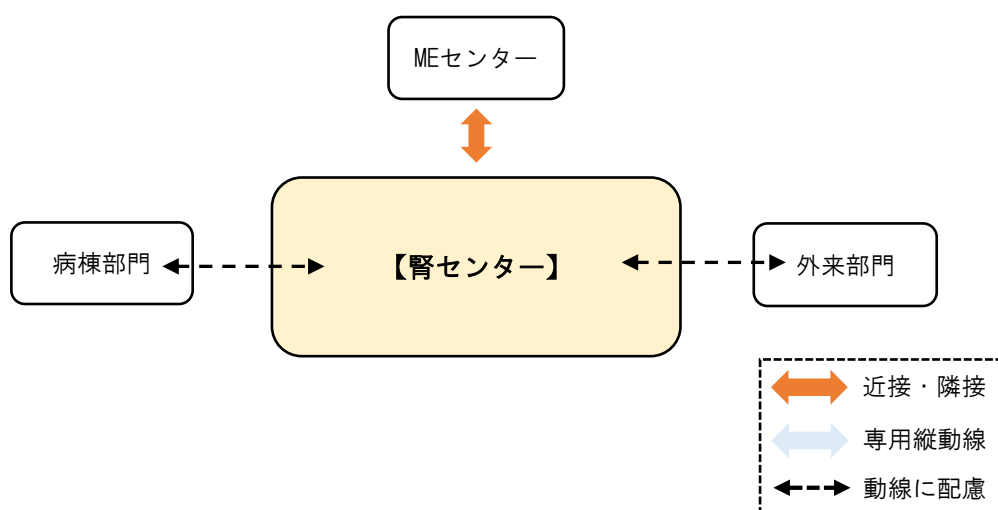 MEセンター
病棟部門
【腎センター】
外来部門
近接・隣接
専用縦動線
動線に配慮